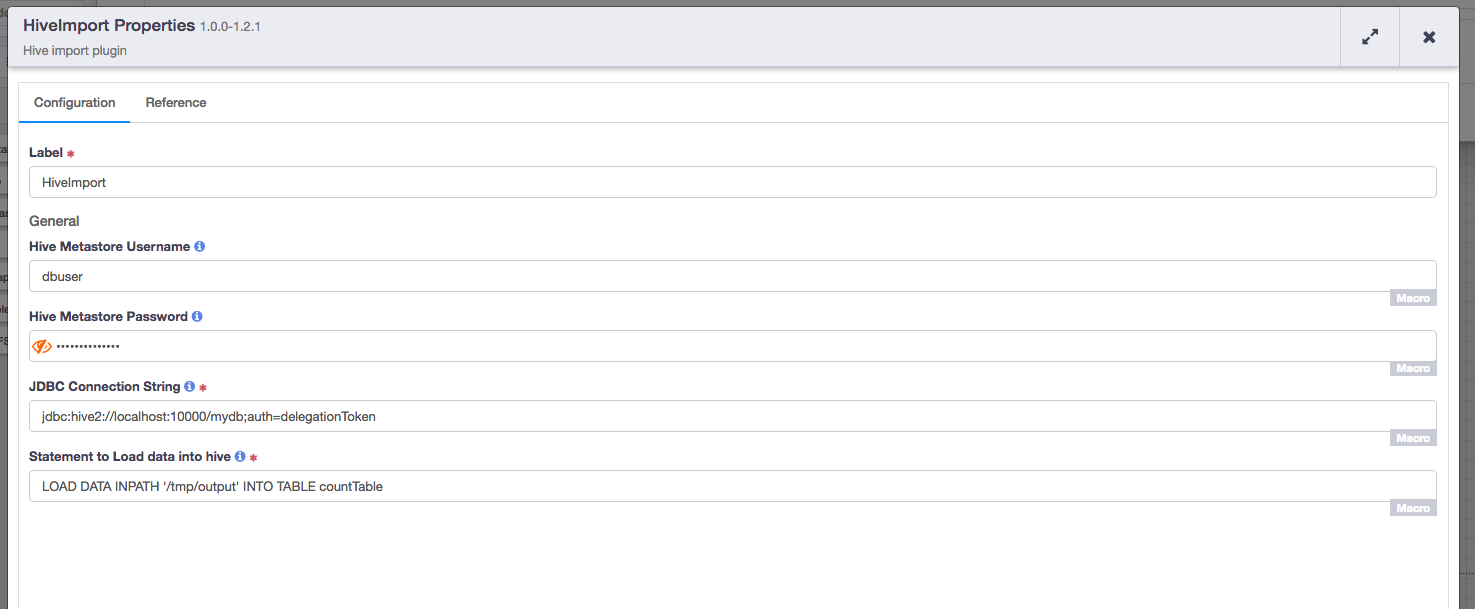 HiveImport Properties 1.0.0-1.2.1
Hive import plugin
Configuration Reference
Label *
HiveImport
General
Hive Metastore Username
dbuser
Macro
Hive Metastore Password
••••••••••••••
Macro
JDBC Connection String *
jdbc:hive2://localhost:10000/mydb;auth=delegationToken
Macro
Statement to Load data into hive *
LOAD DATA INPATH '/tmp/output' INTO TABLE countTable
Macro